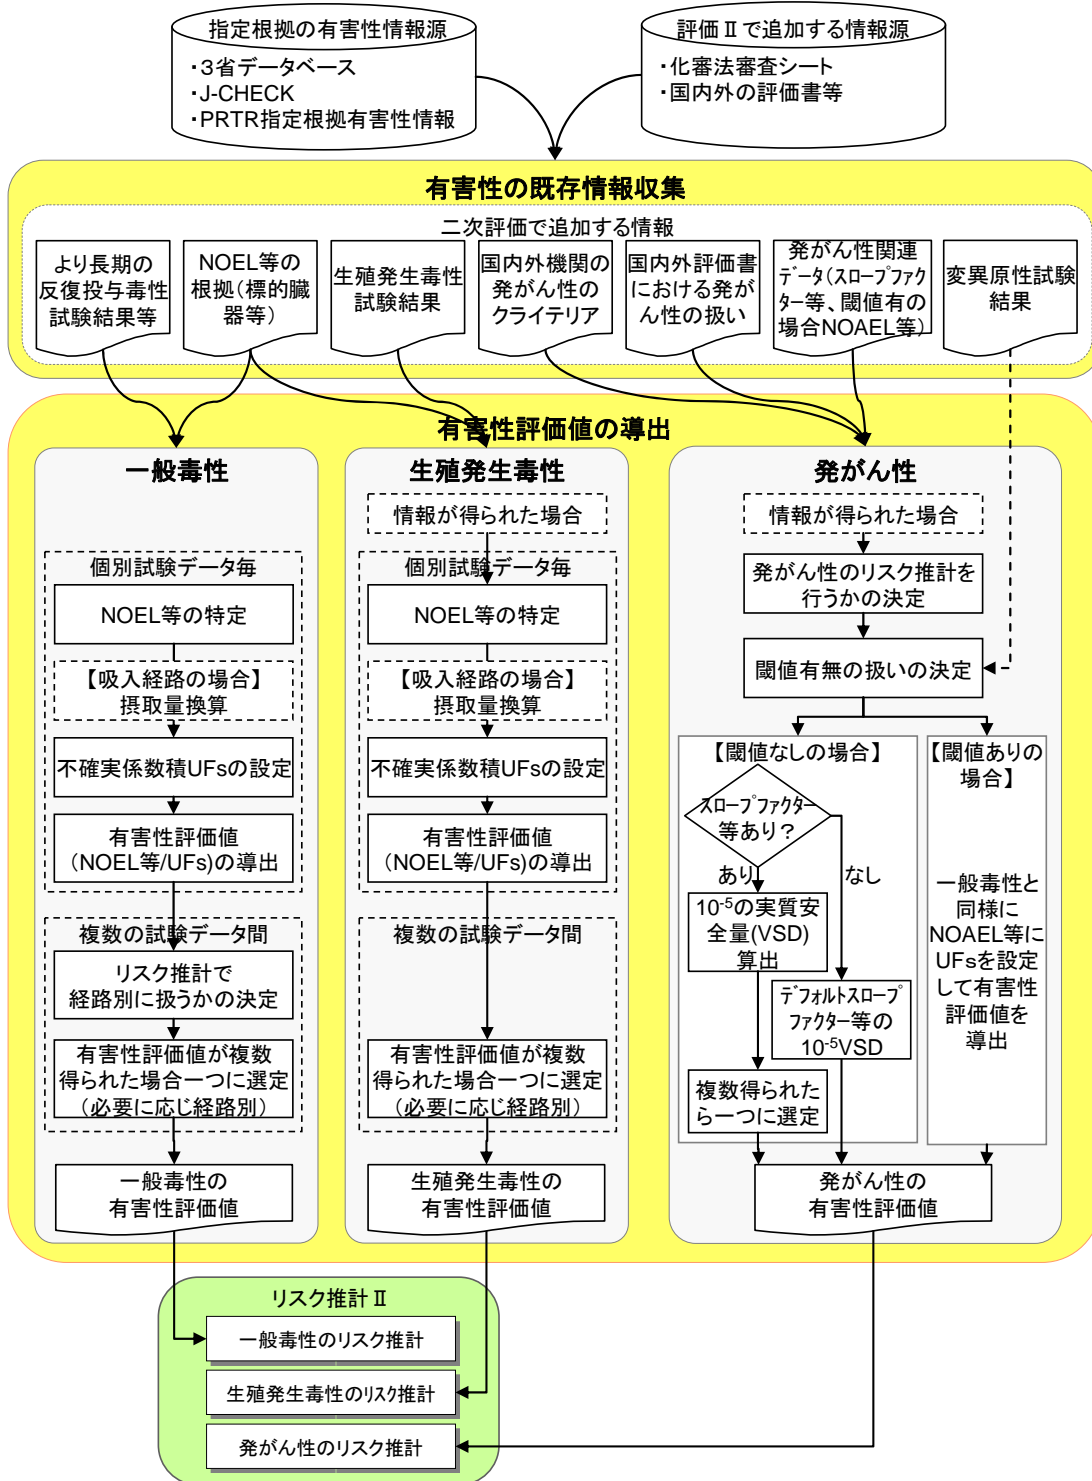 指定根拠の有害性情報源
・３省データベース
・J-CHECK
・PRTR指定根拠有害性情報
評価Ⅱで追加する情報源
・化審法審査シート
・国内外の評価書等
有害性の既存情報収集
二次評価で追加する情報
より長期の
反復投与毒性
試験結果等
NOEL等の
根拠（標的臓
器等）
生殖発生毒性
試験結果
国内外機関の
発がん性の
クライテリア
国内外評価書
における発が
ん性の扱い
発がん性関連
ﾃﾞｰﾀ（スロープファク
ター等、閾値有の
場合NOAEL等）
変異原性試験
結果
有害性評価値の導出
一般毒性
個別試験データ毎
NOEL等の特定
【吸入経路の場合】
摂取量換算
不確実係数積UFsの設定
有害性評価値
（NOEL等/UFs)の導出
複数の試験データ間
リスク推計で
経路別に扱うかの決定
有害性評価値が複数
得られた場合一つに選定
（必要に応じ経路別）
一般毒性の
有害性評価値
生殖発生毒性
情報が得られた場合
個別試験データ毎
NOEL等の特定
【吸入経路の場合】
摂取量換算
不確実係数積UFsの設定
有害性評価値
（NOEL等/UFs)の導出
複数の試験データ間
有害性評価値が複数
得られた場合一つに選定
（必要に応じ経路別）
生殖発生毒性の
有害性評価値
発がん性
情報が得られた場合
発がん性のリスク推計を
行うかの決定
閾値有無の扱いの決定
【閾値なしの場合】
ｽﾛｰﾌﾟﾌｧｸﾀｰ
等あり？
あり
なし
10⁻⁵の実質安
全量(VSD)
算出
ﾃﾞﾌｫﾙﾄｽﾛｰﾌﾟ
ﾌｧｸﾀｰ等の
10⁻⁵VSD
複数得られた
ら一つに選定
【閾値ありの
場合】
一般毒性と
同様に
NOAEL等に
UFsを設定
して有害性
評価値を
導出
発がん性の
有害性評価値
リスク推計Ⅱ
一般毒性のリスク推計
生殖発生毒性のﾘｽｸ推計
発がん性のリスク推計